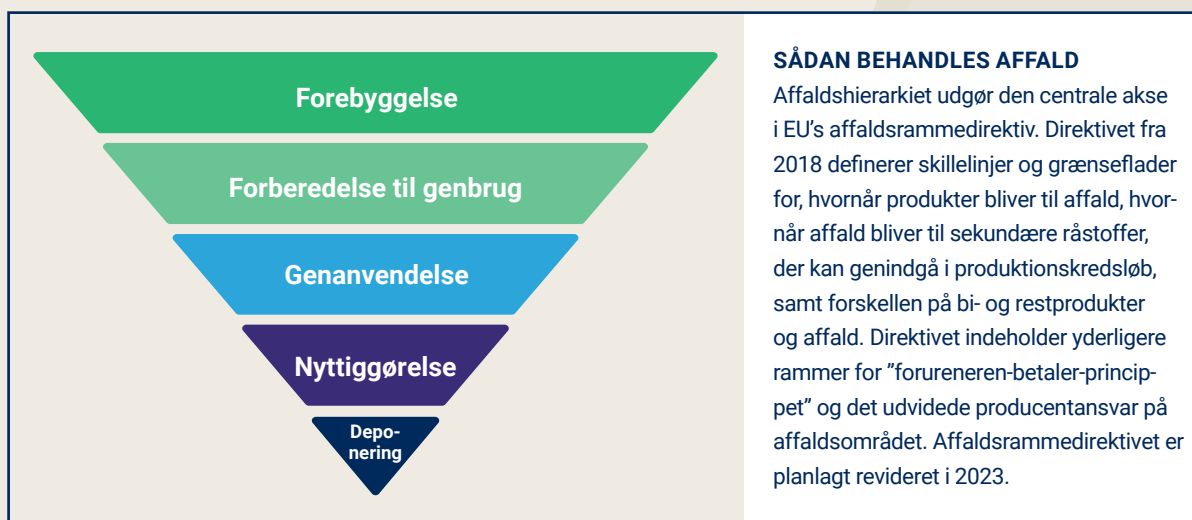 Forebyggelse
Forberedelse til genbrug
Genanvendelse
Nyttiggørelse
Depo-
nering
SÅDAN BEHANDLES AFFALD
Affaldshierarkiet udgør den centrale akse
i EU's affaldsrammedirektiv. Direktivet fra
2018 definerer skillelinjer og grænseflader
for, hvornår produkter bliver til affald, hvor-
når affald bliver til sekundære råstoffer,
der kan genindgå i produktionskredsløb,
samt forskellen på bi- og restprodukter
og affald. Direktivet indeholder yderligere
rammer for ”forureneren-betaler-princip-
pet” og det udvidede producentansvar på
affaldsområdet. Affaldsrammedirektivet er
planlagt revideret i 2023.